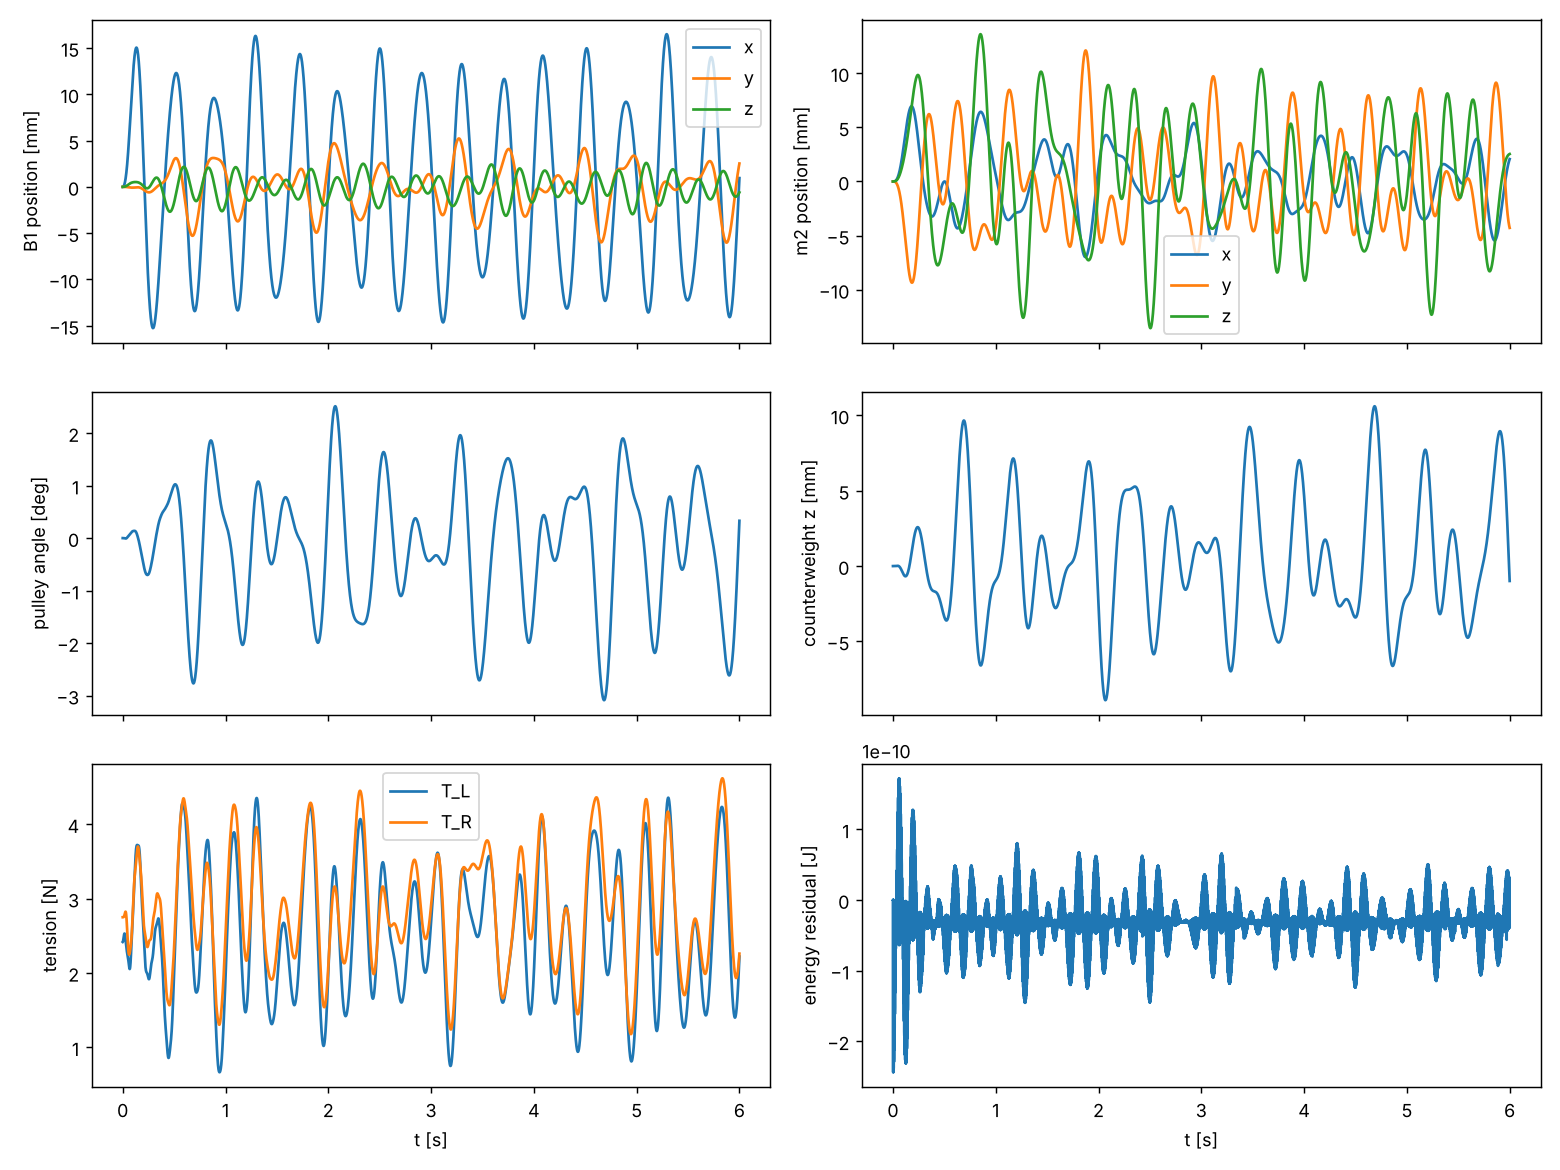 B1 position [mm]
15
10
5
0
−5
−10
−15
x
y
z
m2 position [mm]
10
5
0
−5
−10
x
y
z
pulley angle [deg]
2
1
0
−1
−2
−3
counterweight z [mm]
10
5
0
−5
tension [N]
4
3
2
1
T_L
T_R
0 1 2 3 4 5 6
t [s]
1e−10
energy residual [J]
1
0
−1
−2
0 1 2 3 4 5 6
t [s]